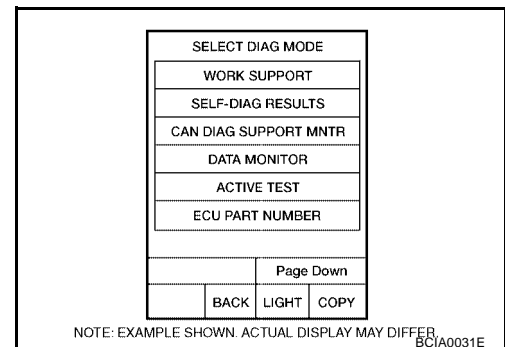 SELECT DIAG MODE
WORK SUPPORT
SELF-DIAG RESULTS
CAN DIAG SUPPORT MNTR
DATA MONITOR
ACTIVE TEST
ECU PART NUMBER
Page Down
BACK LIGHT COPY
NOTE: EXAMPLE SHOWN. ACTUAL DISPLAY MAY DIFFER.
BCIA0031E